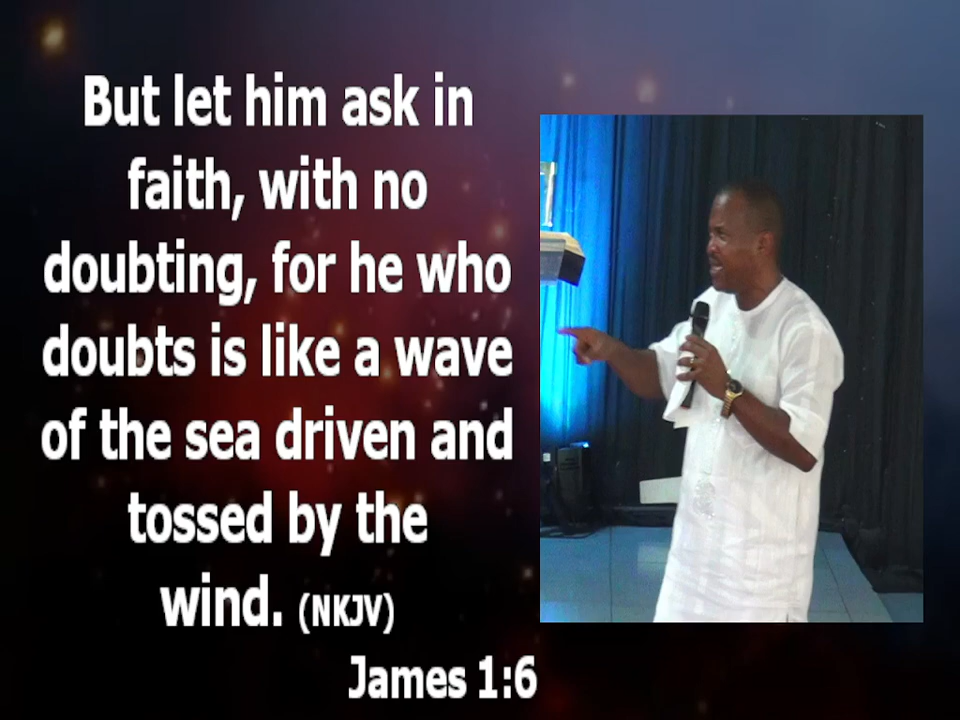 But let him ask in
faith, with no
doubting, for he who
doubts is like a wave
of the sea driven and
tossed by the
wind. (NKJV)
James 1:6